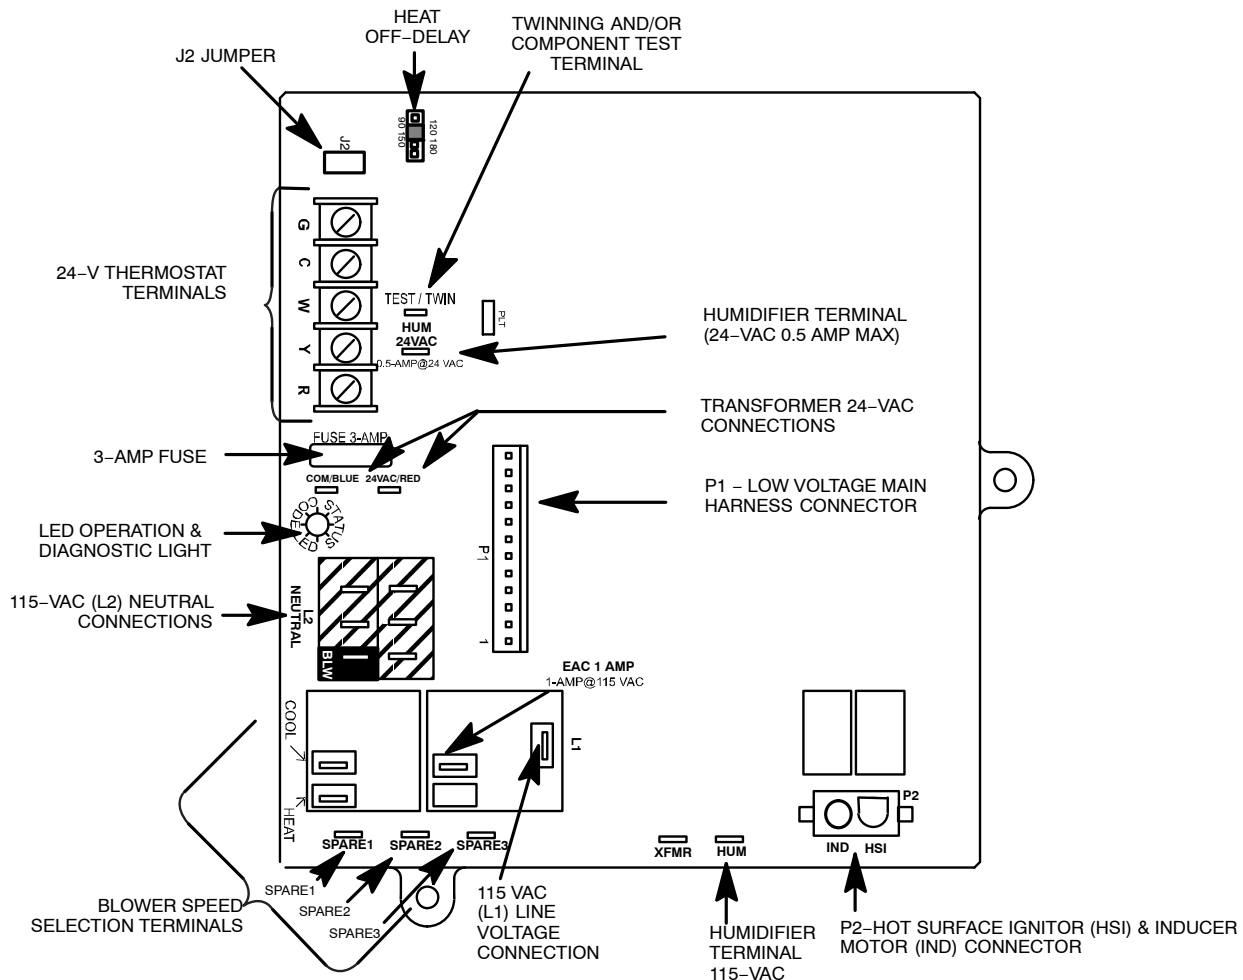 HEAT
OFF–DELAY
TWINNING AND/OR
COMPONENT TEST
TERMINAL
J2 JUMPER
J2
90 150
120 180
G
C
W
Y
R
24–V THERMOSTAT
TERMINALS
TEST / TWIN
HUM
24VAC
0.5-AMP@24 VAC
PLT
HUMIDIFIER TERMINAL
(24–VAC 0.5 AMP MAX)
TRANSFORMER 24–VAC
CONNECTIONS
FUSE 3-AMP
3–AMP FUSE
COM/BLUE
24VAC/RED
P1 – LOW VOLTAGE MAIN
HARNESS CONNECTOR
STATUS
CODE
LED
LED OPERATION &
DIAGNOSTIC LIGHT
P1
1
115–VAC (L2) NEUTRAL
CONNECTIONS
L2
NEUTRAL
BLW
EAC 1 AMP
1-AMP@115 VAC
COOL
HEAT
L1
P2
IND
HSI
SPARE1
SPARE2
SPARE3
XFMR
HUM
SPARE1
SPARE2
SPARE3
BLOWER SPEED
SELECTION TERMINALS
115 VAC
(L1) LINE
VOLTAGE
CONNECTION
HUMIDIFIER
TERMINAL
115–VAC
P2–HOT SURFACE IGNITOR (HSI) & INDUCER
MOTOR (IND) CONNECTOR